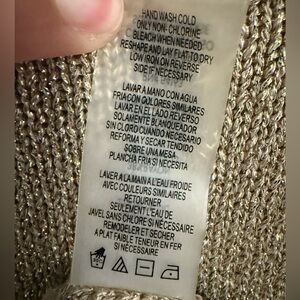 HAND WASH COLD
ONLY NON- CHLORINE
BLEACH WHEN NEEDED
RESHAPE AND LAY FLAT TO DRY
LOW IRON ON REVERSE
SIDE IF NECESSARY
LAVAR A MANO CON AGUA
FRIA CON COLORES SIMILARES
LAVAR EN EL LADO REVERSO
SOLAMENTE BLANQUEADOR
SIN CLORO CUANDO NECESARIO
REFORMA Y SECAR TENDIDO
SOBRE UNA MESA
PLANCHA FRIA SI NECESITA
LAVER A LA MAIN A L'EAU FROIDE
AVEC COULEURS SIMILAIRES
RETOURNER
SEULEMENT L'EAU DE
JAVEL SANS CHLORE SI NÉCESSAIRE
REMODELER ET SECHER
A PLAT FAIBLE TENEUR EN FER
SI NÉCESSAIRE